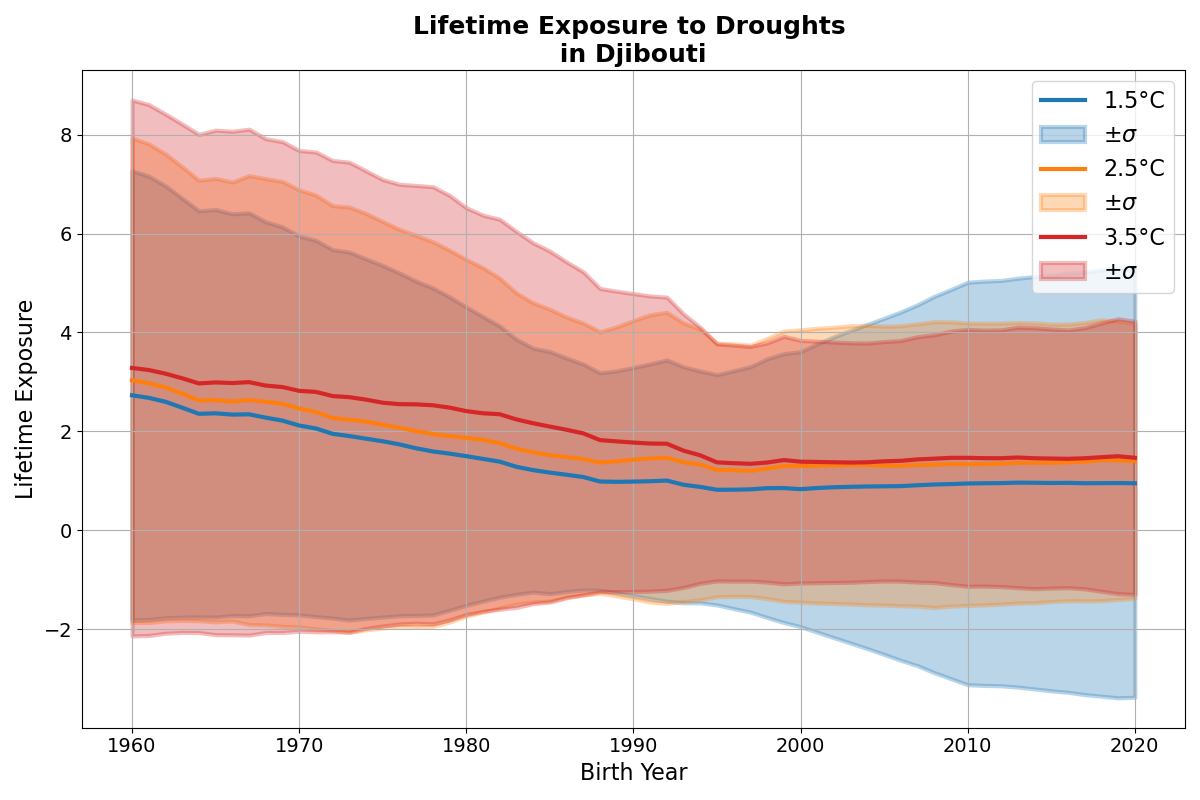 Lifetime Exposure to Droughts
in Djibouti
1.5°C
±σ
2.5°C
±σ
3.5°C
±σ
Lifetime Exposure
8
6
4
2
0
−2
1960
1970
1980
1990
2000
2010
2020
Birth Year